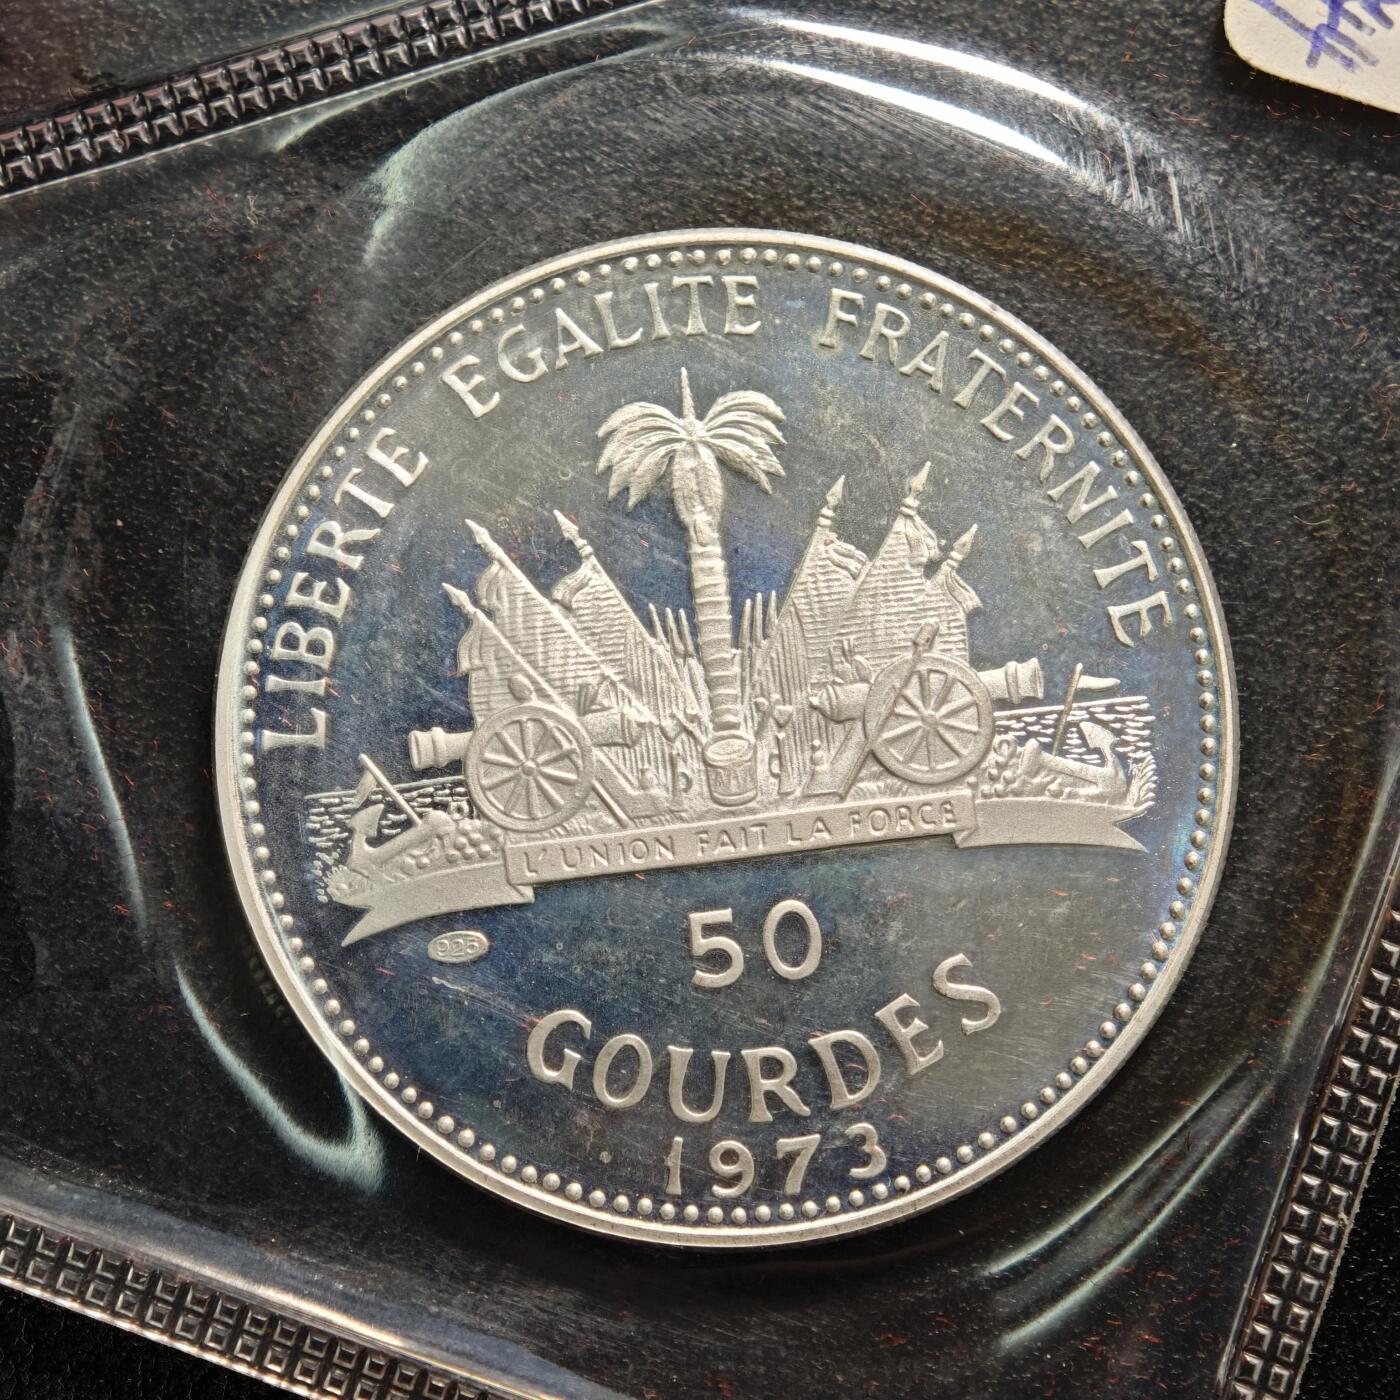 LIBERTE EGALITE FRATERNITE
L'UNION FAIT LA FORCE
925
50
GOURDES
1973